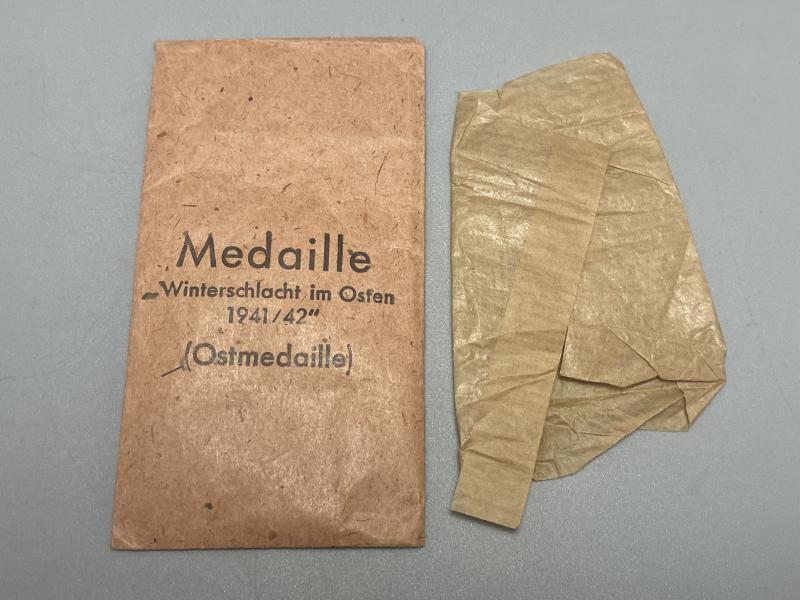 Medaille
„Winterschlacht im Osten
1941/42"
(Ostmedaille)